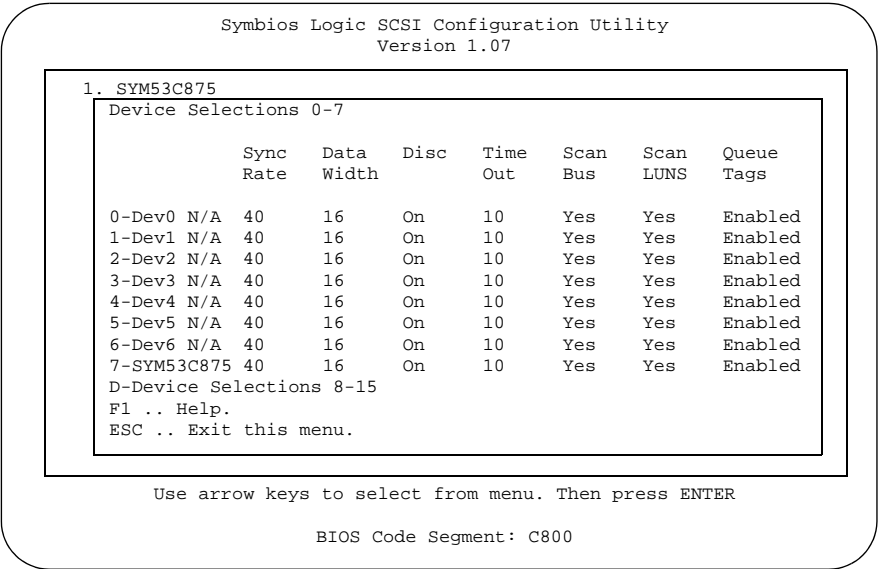 Symbios Logic SCSI Configuration Utility
Version 1.07
1. SYM53C875
Device Selections 0-7
Sync Data Disc Time Scan Scan Queue
Rate Width Out Bus LUNS Tags
0-Dev0 N/A 40 16 On 10 Yes Yes Enabled
1-Dev1 N/A 40 16 On 10 Yes Yes Enabled
2-Dev2 N/A 40 16 On 10 Yes Yes Enabled
3-Dev3 N/A 40 16 On 10 Yes Yes Enabled
4-Dev4 N/A 40 16 On 10 Yes Yes Enabled
5-Dev5 N/A 40 16 On 10 Yes Yes Enabled
6-Dev6 N/A 40 16 On 10 Yes Yes Enabled
7-SYM53C875 40 16 On 10 Yes Yes Enabled
D-Device Selections 8-15
F1 .. Help.
ESC .. Exit this menu.
Use arrow keys to select from menu. Then press ENTER
BIOS Code Segment: C800